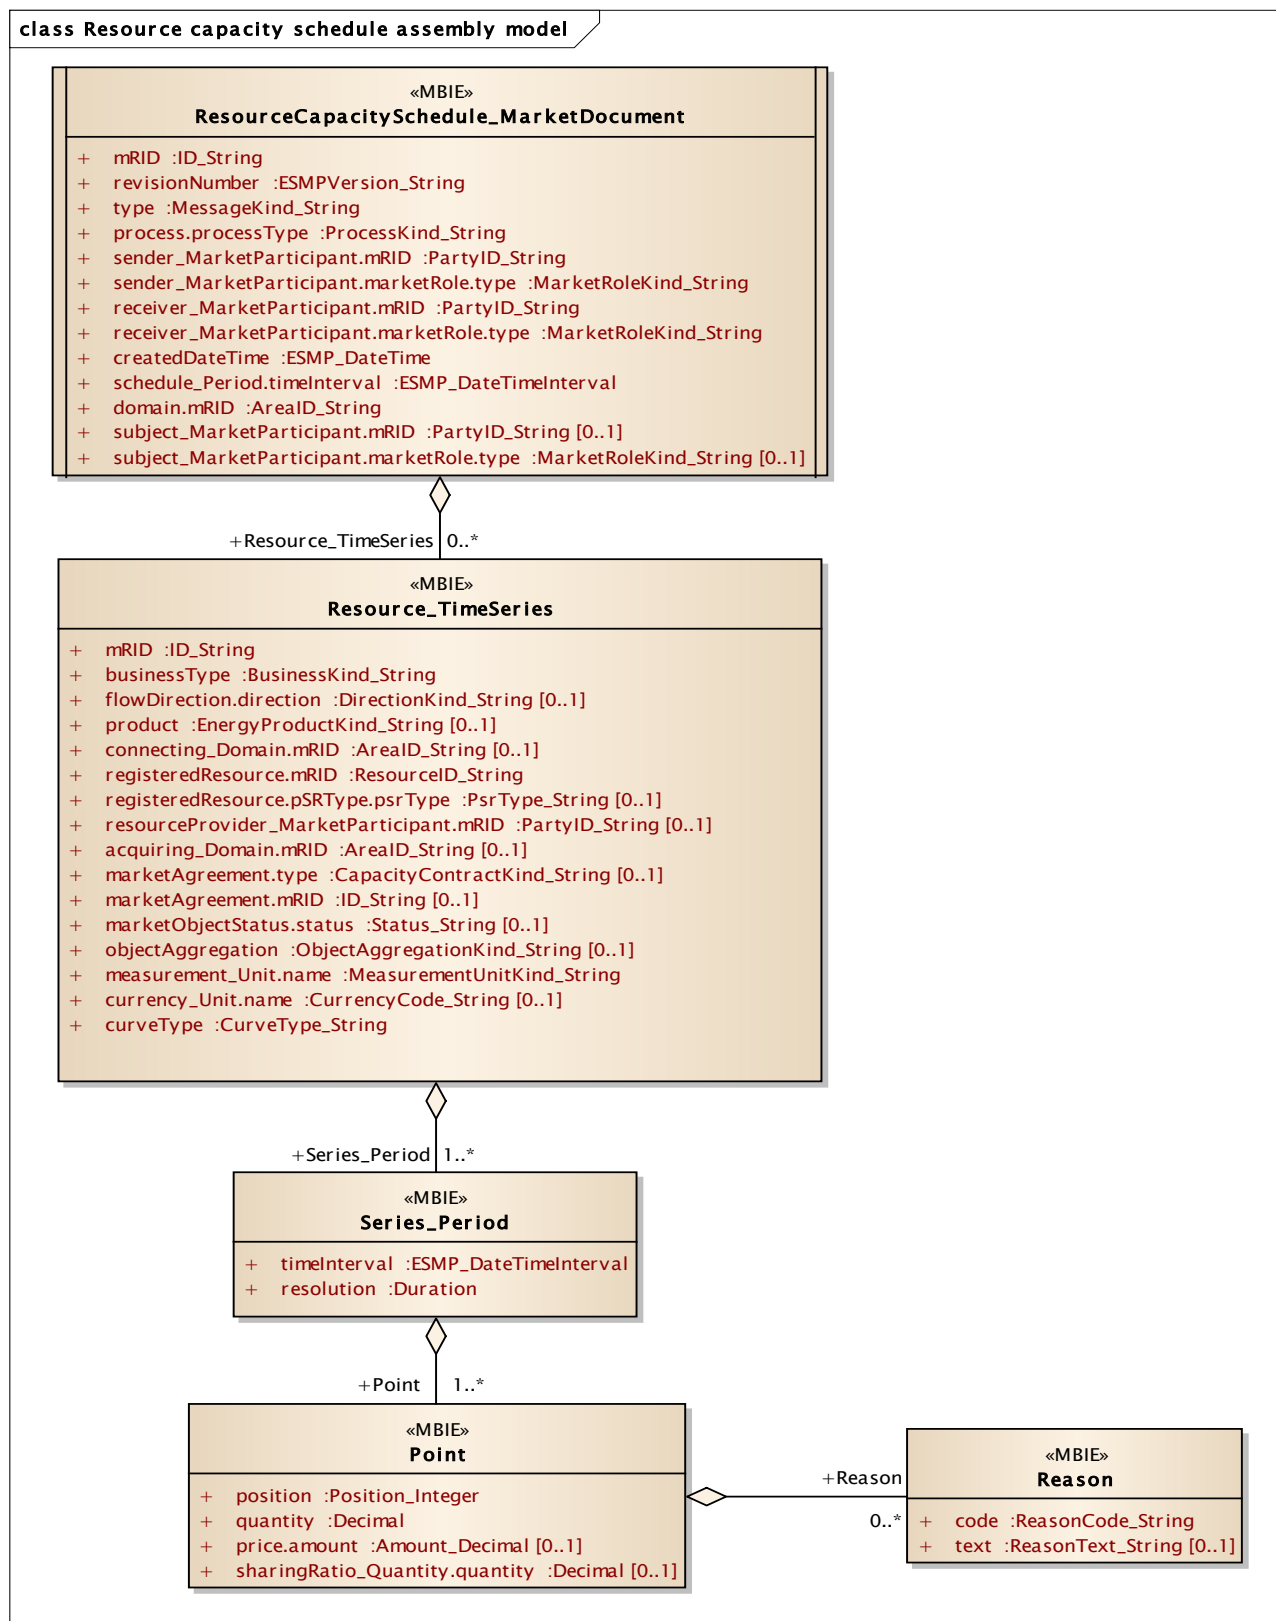 class Resource capacity schedule assembly model
«MBIE»
ResourceCapacitySchedule_MarketDocument
+ mRID :ID_String
+ revisionNumber :ESMPVersion_String
+ type :MessageKind_String
+ process.processType :ProcessKind_String
+ sender_MarketParticipant.mRID :PartyID_String
+ sender_MarketParticipant.marketRole.type :MarketRoleKind_String
+ receiver_MarketParticipant.mRID :PartyID_String
+ receiver_MarketParticipant.marketRole.type :MarketRoleKind_String
+ createdDateTime :ESMP_DateTime
+ schedule_Period.timeInterval :ESMP_DateTimeInterval
+ domain.mRID :AreaID_String
+ subject_MarketParticipant.mRID :PartyID_String [0..1]
+ subject_MarketParticipant.marketRole.type :MarketRoleKind_String [0..1]
+Resource_TimeSeries 0..*
«MBIE»
Resource_TimeSeries
+ mRID :ID_String
+ businessType :BusinessKind_String
+ flowDirection.direction :DirectionKind_String [0..1]
+ product :EnergyProductKind_String [0..1]
+ connecting_Domain.mRID :AreaID_String [0..1]
+ registeredResource.mRID :ResourceID_String
+ registeredResource.pSRType.psrType :PsrType_String [0..1]
+ resourceProvider_MarketParticipant.mRID :PartyID_String [0..1]
+ acquiring_Domain.mRID :AreaID_String [0..1]
+ marketAgreement.type :CapacityContractKind_String [0..1]
+ marketAgreement.mRID :ID_String [0..1]
+ marketObjectStatus.status :Status_String [0..1]
+ objectAggregation :ObjectAggregationKind_String [0..1]
+ measurement_Unit.name :MeasurementUnitKind_String
+ currency_Unit.name :CurrencyCode_String [0..1]
+ curveType :CurveType_String
+Series_Period 1..*
«MBIE»
Series_Period
+ timeInterval :ESMP_DateTimeInterval
+ resolution :Duration
+Point 1..*
«MBIE»
Point
+ position :Position_Integer
+ quantity :Decimal
+ price.amount :Amount_Decimal [0..1]
+ sharingRatio_Quantity.quantity :Decimal [0..1]
+Reason
0..*
«MBIE»
Reason
+ code :ReasonCode_String
+ text :ReasonText_String [0..1]